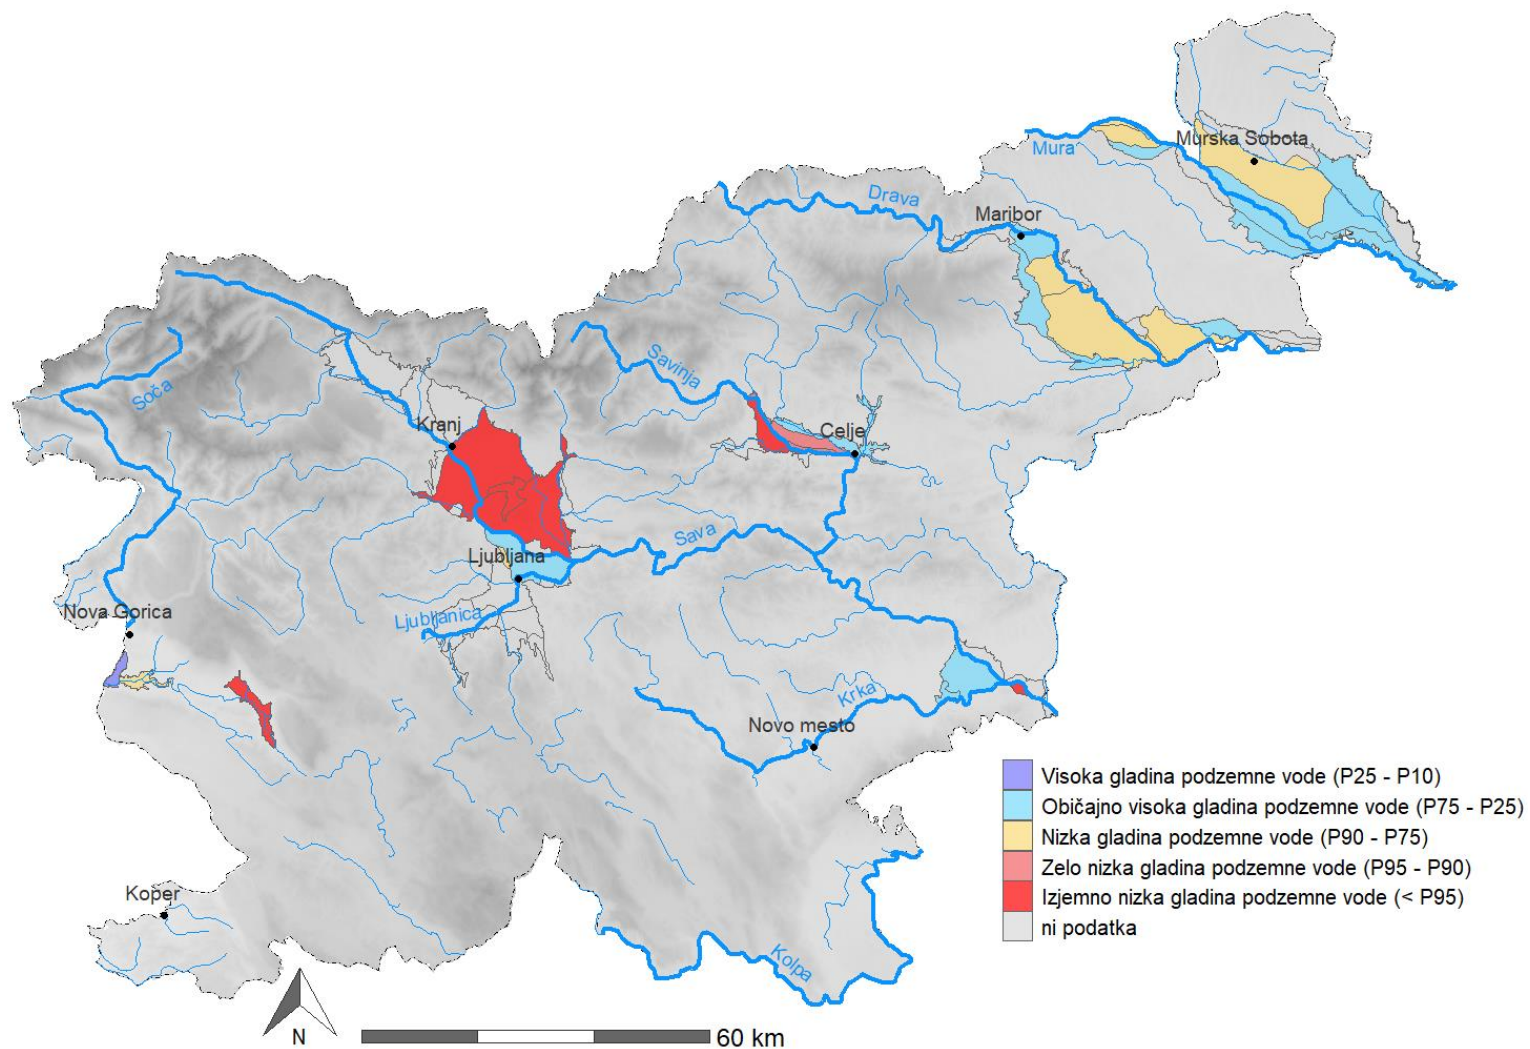 Murska Sobota
Mura
Drava
Maribor
Soča
Savinja
Kranj
Celje
Sava
Ljubljana
Nova Gorica
Ljubljanica
Krka
Novo mesto
Visoka gladina podzemne vode (P25 - P10)
Običajno visoka gladina podzemne vode (P75 - P25)
Nizka gladina podzemne vode (P90 - P75)
Zelo nizka gladina podzemne vode (P95 - P90)
Izjemno nizka gladina podzemne vode (< P95)
ni podatka
Koper
Kolpa
N
60 km